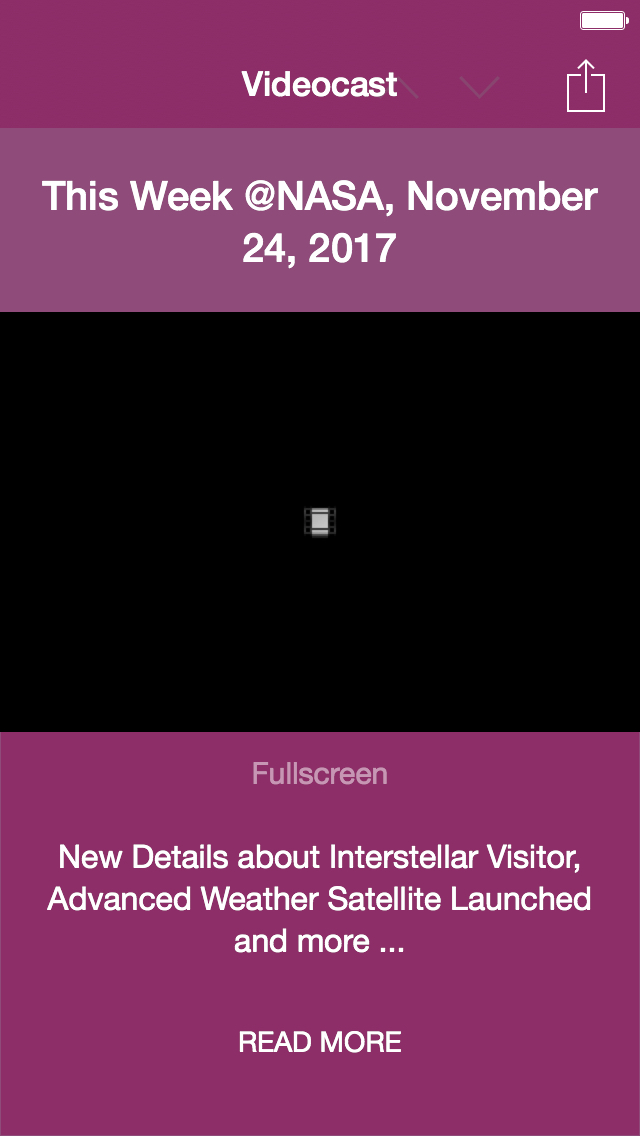 Videocast
This Week @NASA, November
24, 2017
Fullscreen
New Details about Interstellar Visitor,
Advanced Weather Satellite Launched
and more ...
READ MORE